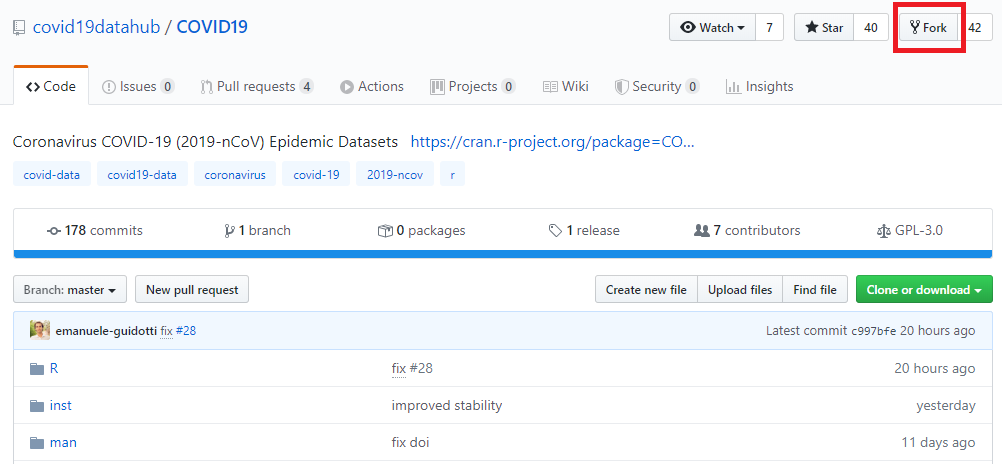 covid19datahub / COVID19 Watch 7 Star 40 Fork 42
Code Issues 0 Pull requests 4 Actions Projects 0 Wiki Security 0 Insights
Coronavirus COVID-19 (2019-nCoV) Epidemic Datasets https://cran.r-project.org/package=CO...
covid-data covid19-data coronavirus covid-19 2019-ncov r
178 commits 1 branch 0 packages 1 release 7 contributors GPL-3.0
Branch: master New pull request Create new file Upload files Find file Clone or download
emanuele-guidotti fix #28 Latest commit c997bfe 20 hours ago
R fix #28 20 hours ago
inst improved stability yesterday
man fix doi 11 days ago